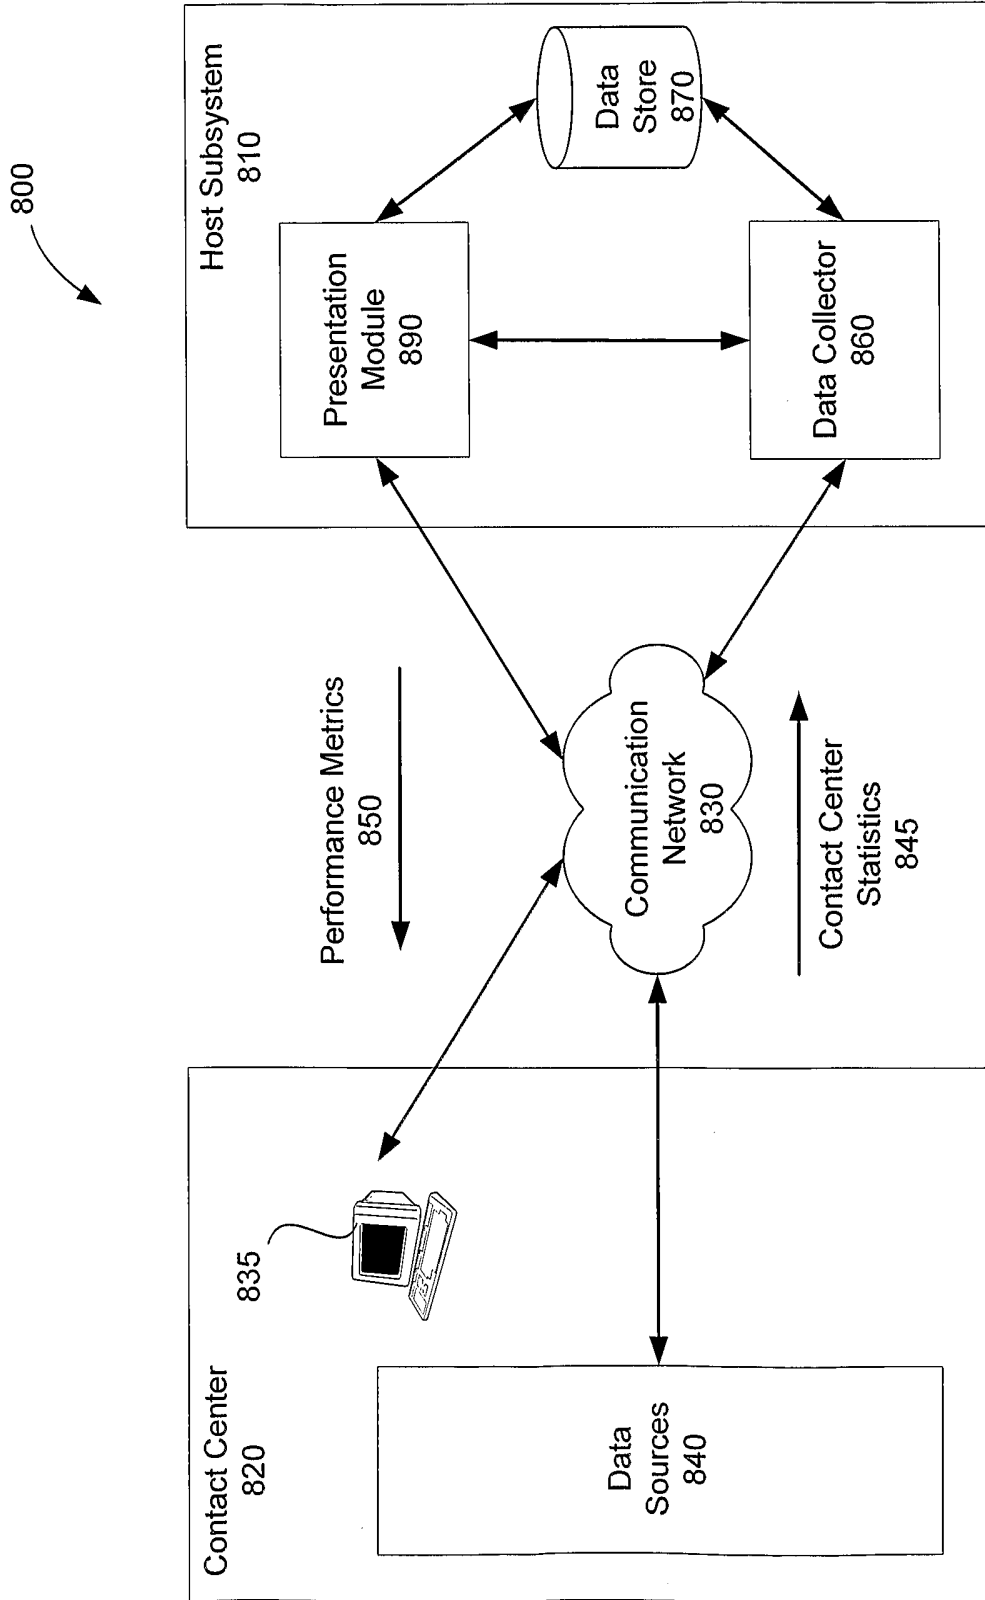 800
Contact Center
820
835
Data
Sources
840
Performance Metrics
850
Communication
Network
830
Contact Center
Statistics
845
Host Subsystem
810
Presentation
Module
890
Data
Store
870
Data Collector
860